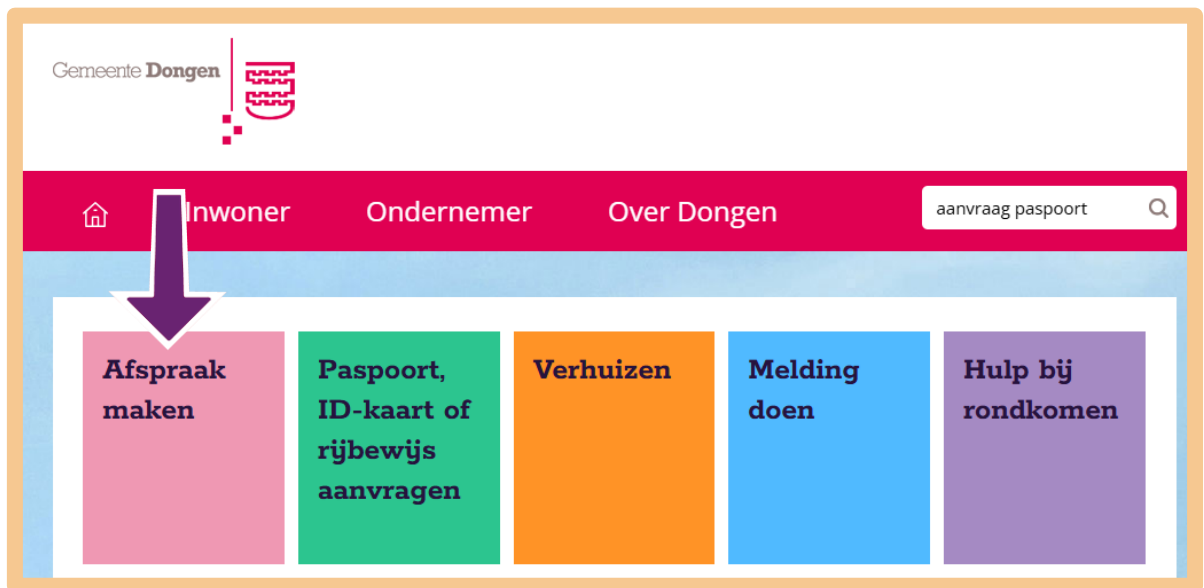 Gemeente Dongen
Inwoner
Ondernemer
Over Dongen
aanvraag paspoort
Afspraak
maken
Paspoort,
ID-kaart of
rijbewijs
aanvragen
Verhuizen
Melding
doen
Hulp bij
rondkomen